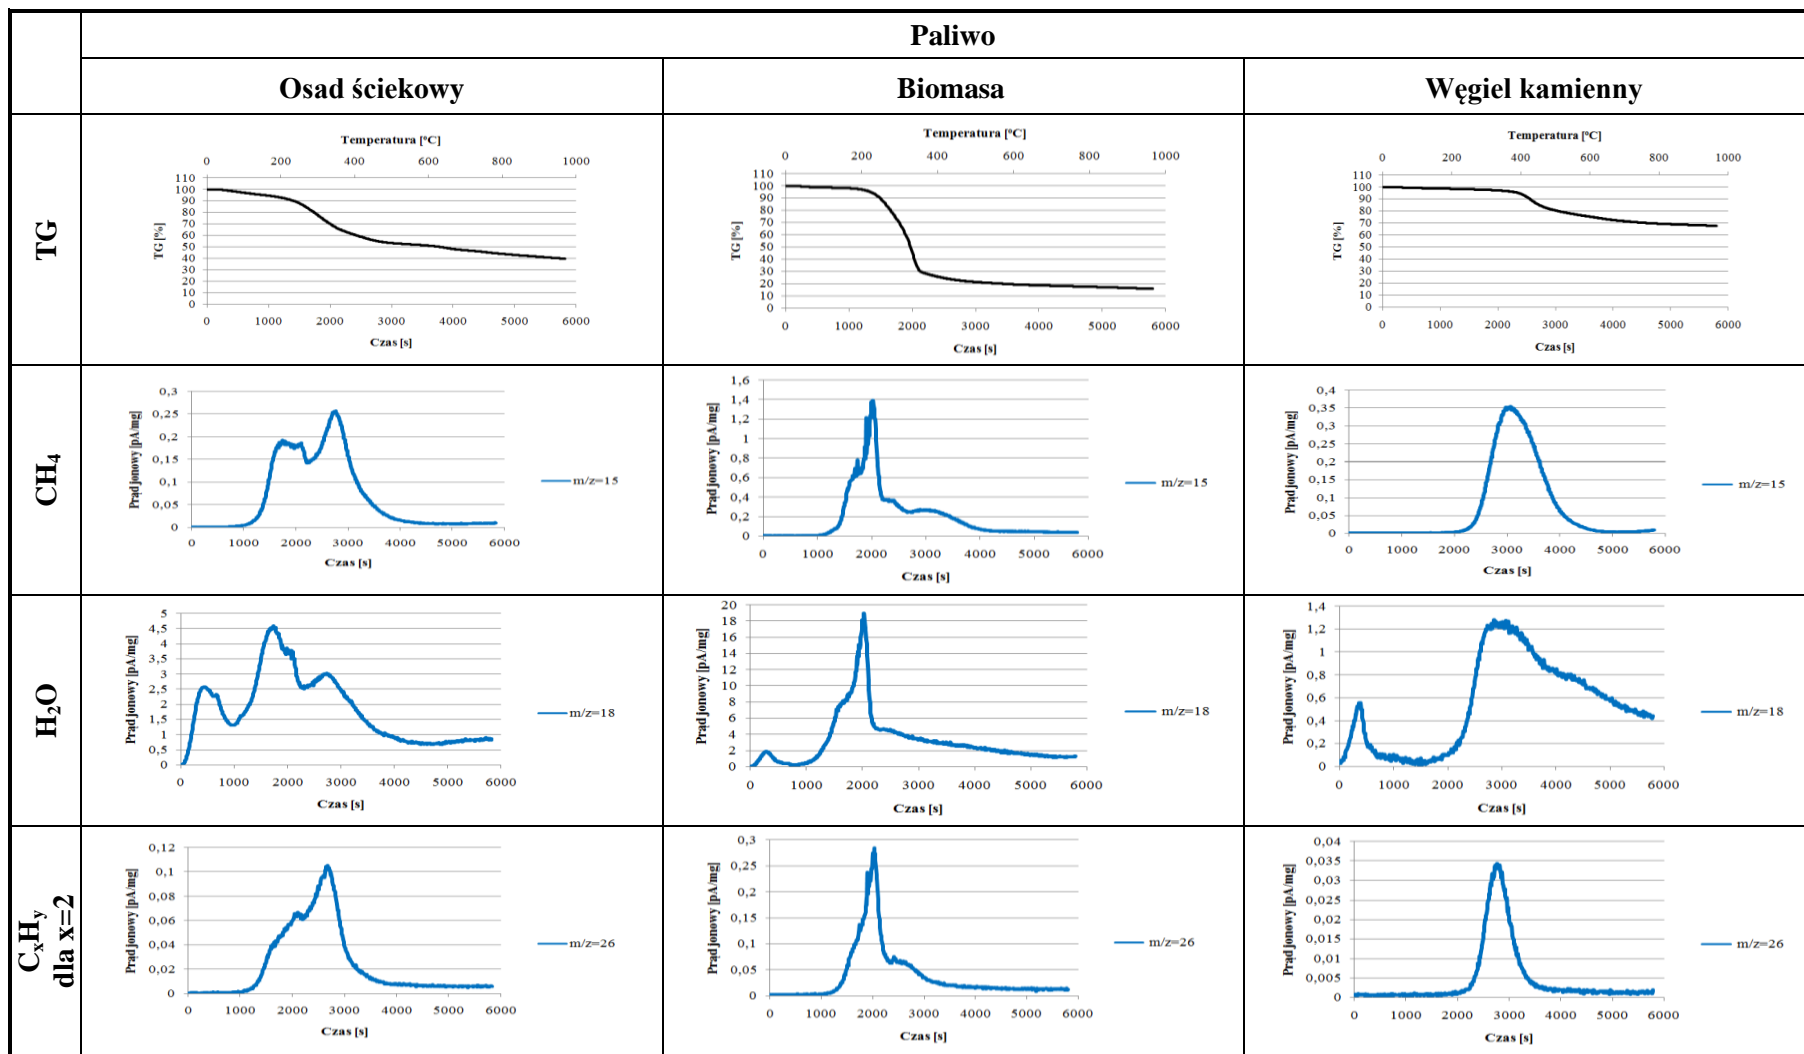 Paliwo
Osad ściekowy Biomasa Węgiel kamienny
TG
Temperatura [°C]
0 200 400 600 800 1000
110
100
90
80
70
60
50
40
30
20
10
0
TG [%]
0 1000 2000 3000 4000 5000 6000
Czas [s]
Temperatura [°C]
0 200 400 600 800 1000
110
100
90
80
70
60
50
40
30
20
10
0
TG [%]
0 1000 2000 3000 4000 5000 6000
Czas [s]
Temperatura [°C]
0 200 400 600 800 1000
110
100
90
80
70
60
50
40
30
20
10
0
TG [%]
0 1000 2000 3000 4000 5000 6000
Czas [s]
CH₄
Prąd jonowy [pA/mg]
0,3
0,25
0,2
0,15
0,1
0,05
0
0 1000 2000 3000 4000 5000 6000
Czas [s]
m/z=15
Prąd jonowy [pA/mg]
1,6
1,4
1,2
1
0,8
0,6
0,4
0,2
0
0 1000 2000 3000 4000 5000 6000
Czas [s]
m/z=15
Prąd jonowy [pA/mg]
0,4
0,35
0,3
0,25
0,2
0,15
0,1
0,05
0
0 1000 2000 3000 4000 5000 6000
Czas [s]
m/z=15
H₂O
Prąd jonowy [pA/mg]
5
4,5
4
3,5
3
2,5
2
1,5
1
0,5
0
0 1000 2000 3000 4000 5000 6000
Czas [s]
m/z=18
Prąd jonowy [pA/mg]
20
18
16
14
12
10
8
6
4
2
0
0 1000 2000 3000 4000 5000 6000
Czas [s]
m/z=18
Prąd jonowy [pA/mg]
1,4
1,2
1
0,8
0,6
0,4
0,2
0
0 1000 2000 3000 4000 5000 6000
Czas [s]
m/z=18
CₓHᵧ
dla x=2
Prąd jonowy [pA/mg]
0,12
0,1
0,08
0,06
0,04
0,02
0
0 1000 2000 3000 4000 5000 6000
Czas [s]
m/z=26
Prąd jonowy [pA/mg]
0,3
0,25
0,2
0,15
0,1
0,05
0
0 1000 2000 3000 4000 5000 6000
Czas [s]
m/z=26
Prąd jonowy [pA/mg]
0,04
0,035
0,03
0,025
0,02
0,015
0,01
0,005
0
0 1000 2000 3000 4000 5000 6000
Czas [s]
m/z=26